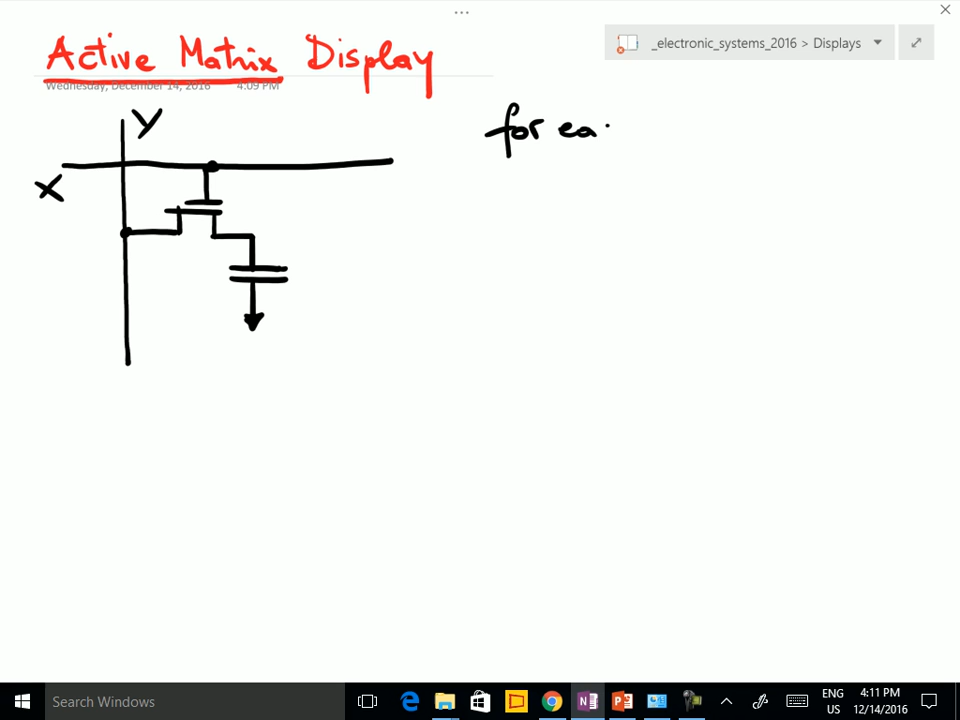 Active Matrix Display
_electronic_systems_2016 > Displays
Wednesday, December 14, 2016 4:09 PM
Y
for ea
X
Search Windows
ENG
US
4:11 PM
12/14/2016